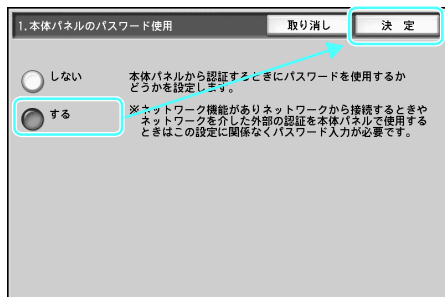 1.本体パネルのパスワード使用
取り消し
決 定
しない
本体パネルから認証するときにパスワードを使用するか
どうかを設定します。
する
※ネットワーク機能がありネットワークから接続するときや
ネットワークを介した外部の認証を本体パネルで使用する
ときはこの設定に関係なくパスワード入力が必要です。